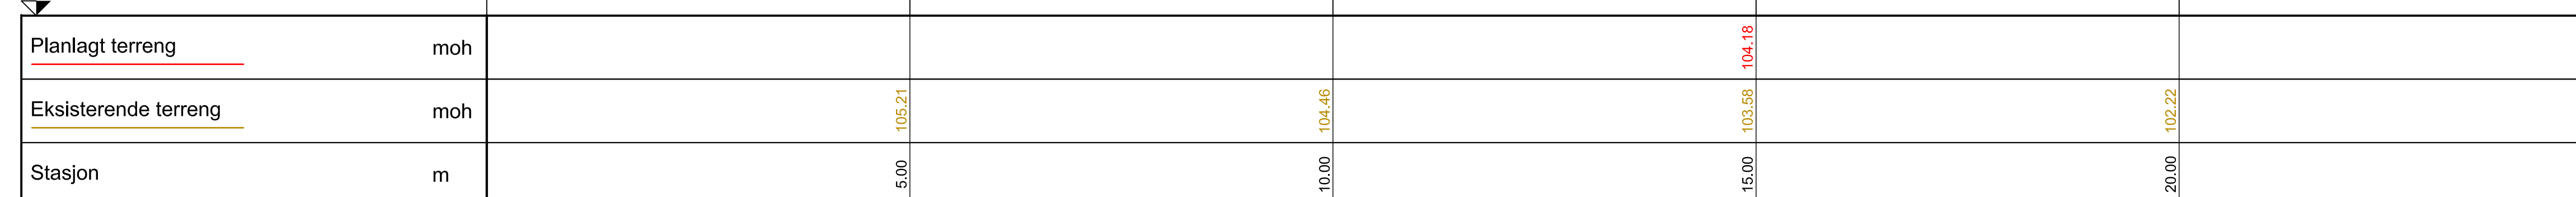 Planlagt terreng moh 104.18
Eksisterende terreng moh 105.21 104.46 103.58 102.22
Stasjon m 5.00 10.00 15.00 20.00